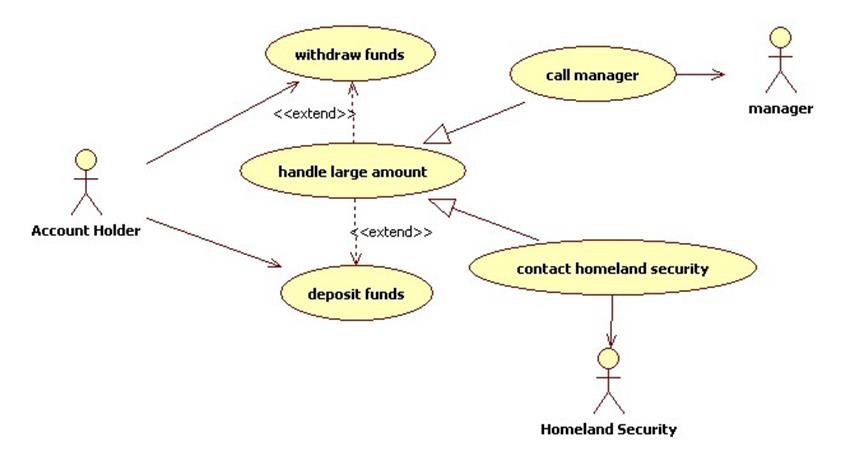 withdraw funds
call manager
manager
<<extend>>
handle large amount
Account Holder
<<extend>>
contact homeland security
deposit funds
Homeland Security